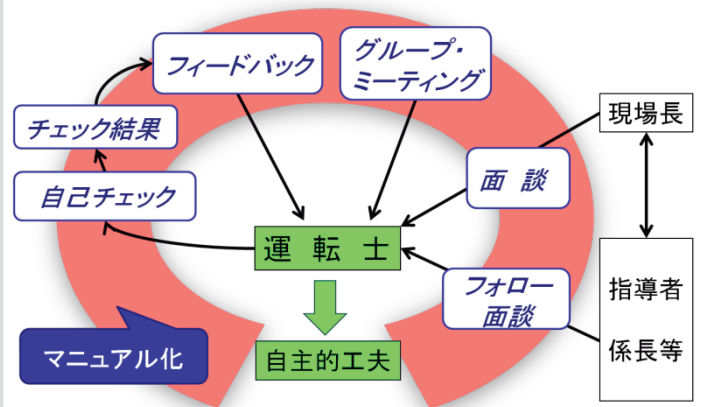 フィードバック
グループ・
ミーティング
現場長
チェック結果
面 談
自己チェック
運 転 士
フォロー
面談
指導者
係長等
マニュアル化
自主的工夫